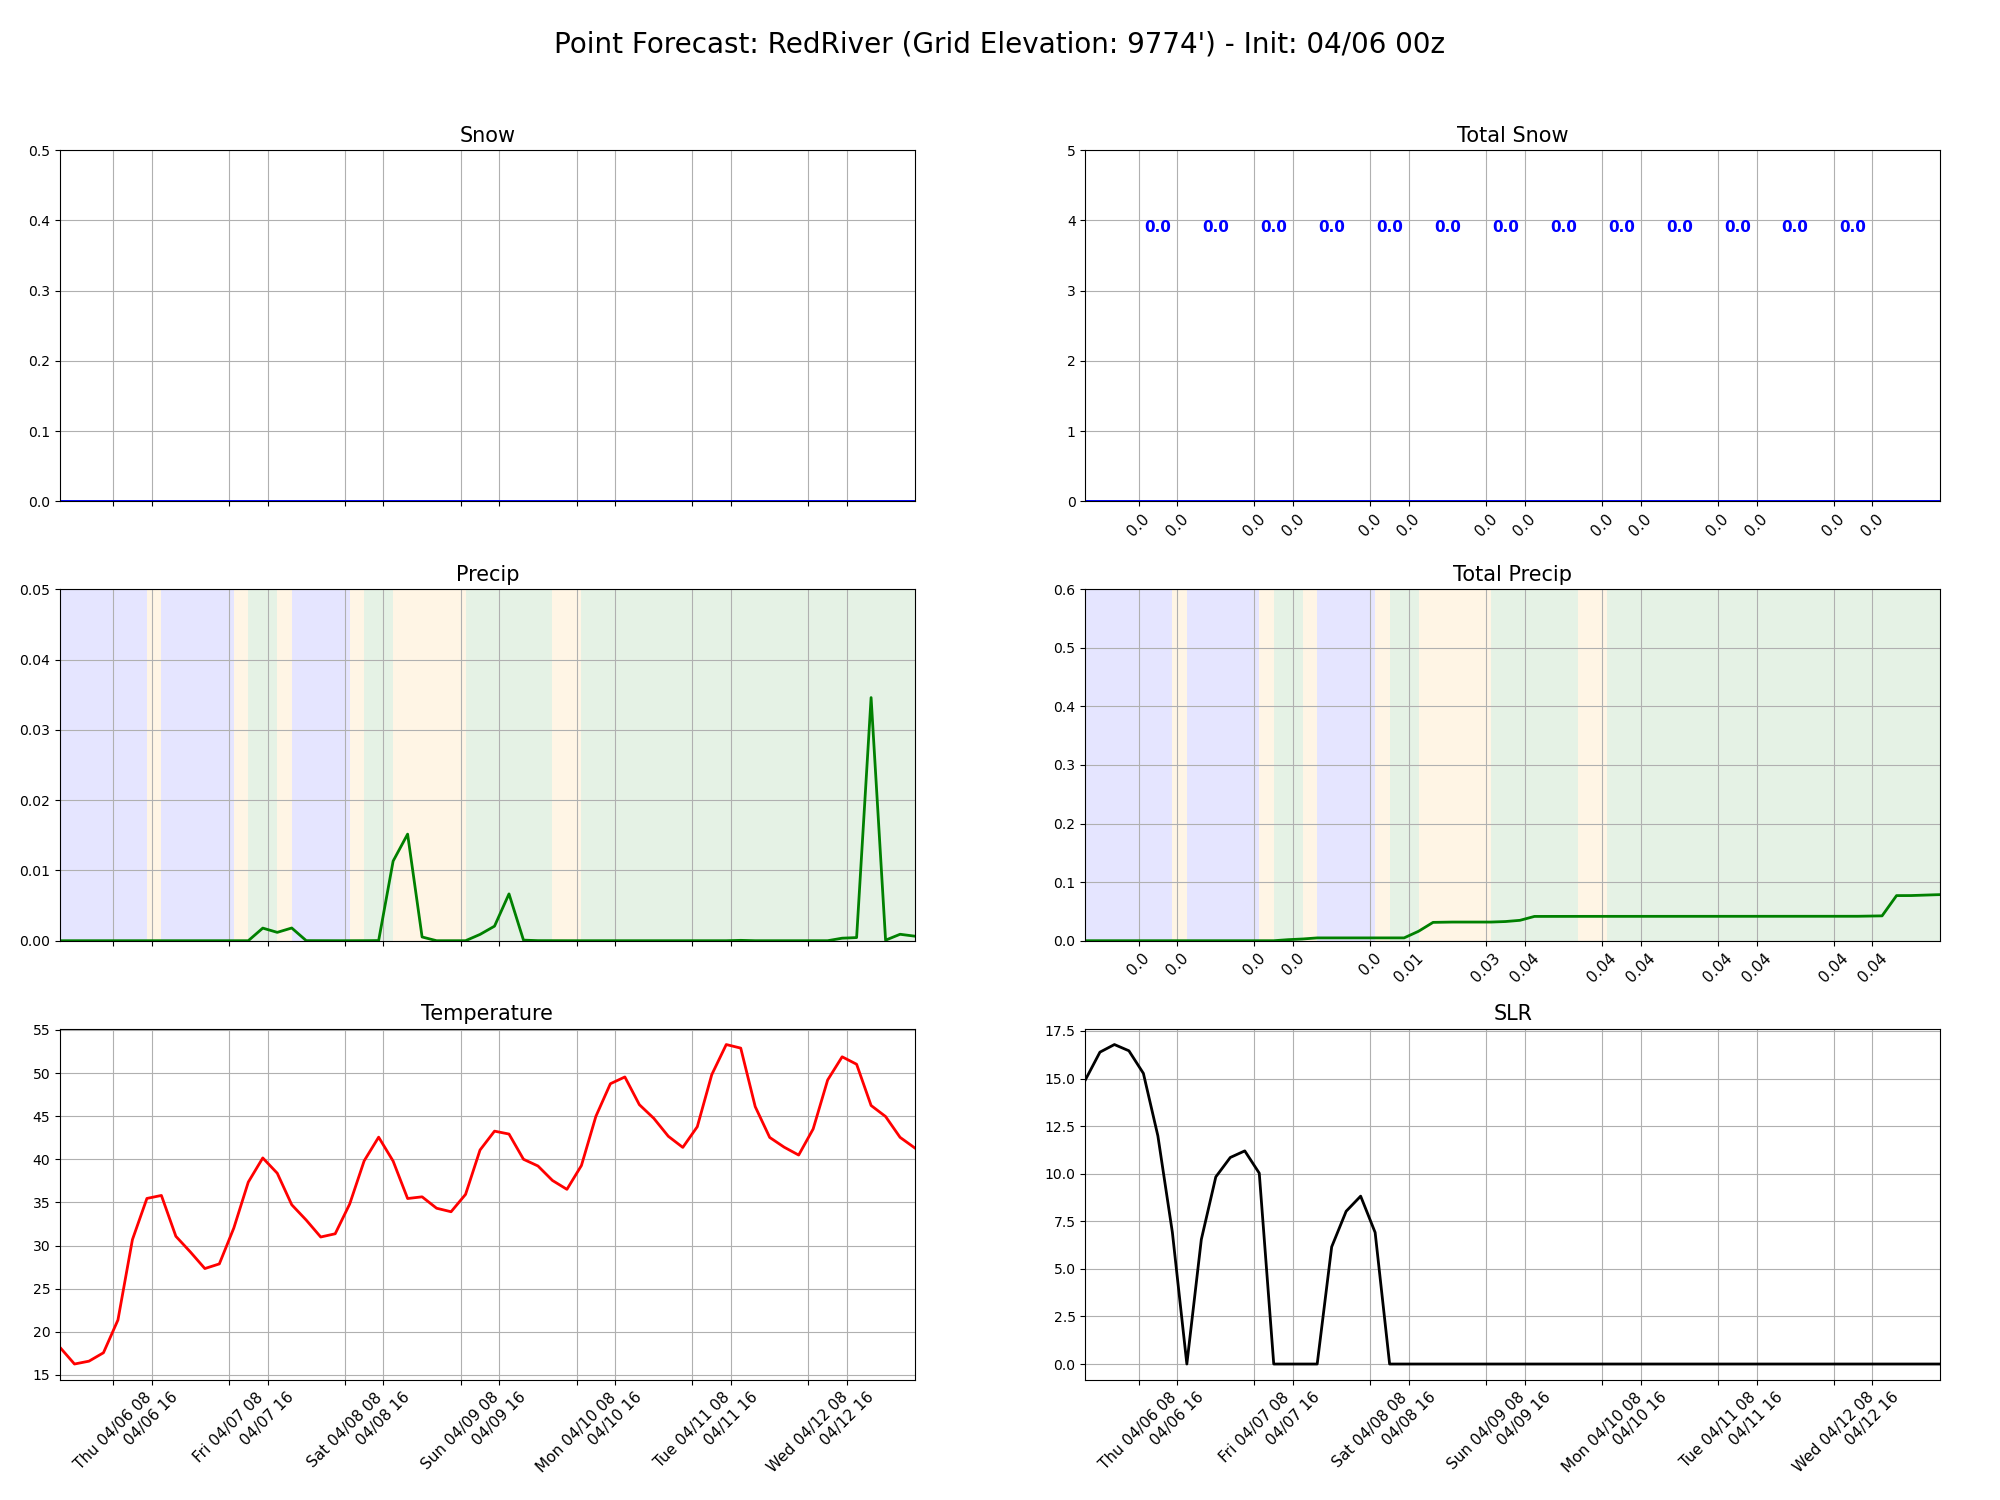 Point Forecast: RedRiver (Grid Elevation: 9774') - Init: 04/06 00z
Snow
0.5
0.4
0.3
0.2
0.1
0.0
Total Snow
5
4
3
2
1
0
0.0 0.0 0.0 0.0 0.0 0.0 0.0 0.0 0.0 0.0 0.0 0.0 0.0
0.0 0.0 0.0 0.0 0.0 0.0 0.0 0.0 0.0 0.0 0.0 0.0 0.0 0.0
Precip
0.05
0.04
0.03
0.02
0.01
0.00
Total Precip
0.6
0.5
0.4
0.3
0.2
0.1
0.0
0.0 0.0 0.0 0.0 0.0 0.01 0.03 0.04 0.04 0.04 0.04 0.04 0.04 0.04
Temperature
55
50
45
40
35
30
25
20
15
Thu 04/06 08
04/06 16
Fri 04/07 08
04/07 16
Sat 04/08 08
04/08 16
Sun 04/09 08
04/09 16
Mon 04/10 08
04/10 16
Tue 04/11 08
04/11 16
Wed 04/12 08
04/12 16
SLR
17.5
15.0
12.5
10.0
7.5
5.0
2.5
0.0
Thu 04/06 08
04/06 16
Fri 04/07 08
04/07 16
Sat 04/08 08
04/08 16
Sun 04/09 08
04/09 16
Mon 04/10 08
04/10 16
Tue 04/11 08
04/11 16
Wed 04/12 08
04/12 16